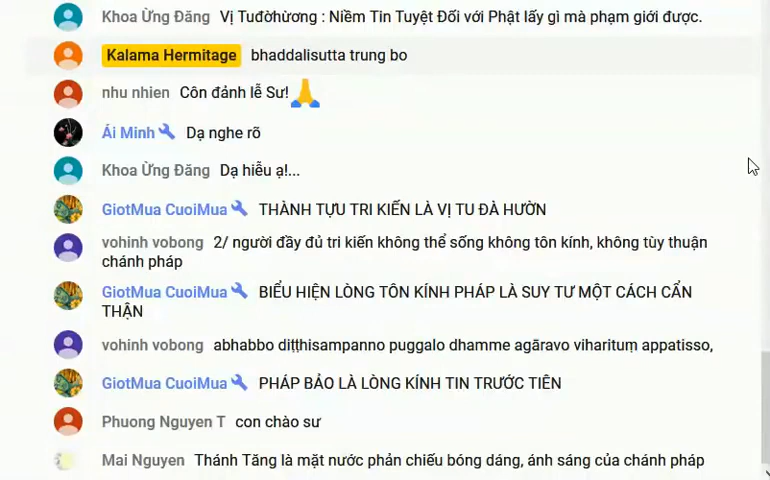 Khoa Ừng Đăng Vị Tuđờhừơng : Niềm Tin Tuyệt Đối với Phật lấy gì mà phạm giới được.
Kalama Hermitage bhaddalisutta trung bo
nhu nhien Côn đảnh lễ Sư!
Ái Minh Dạ nghe rõ
Khoa Ừng Đăng Dạ hiễu ạ!...
GiotMua CuoiMua THÀNH TỰU TRI KIẾN LÀ VỊ TU ĐÀ HƯỜN
vohinh vobong 2/ người đầy đủ tri kiến không thể sống không tôn kính, không tùy thuận
chánh pháp
GiotMua CuoiMua BIỂU HIỆN LÒNG TÔN KÍNH PHÁP LÀ SUY TƯ MỘT CÁCH CẨN
THẬN
vohinh vobong abhabbo diṭṭhisampanno puggalo dhamme agāravo viharituṃ appatisso,
GiotMua CuoiMua PHÁP BẢO LÀ LÒNG KÍNH TIN TRƯỚC TIÊN
Phuong Nguyen T con chào sư
Mai Nguyen Thánh Tăng là mặt nước phản chiếu bóng dáng, ánh sáng của chánh pháp